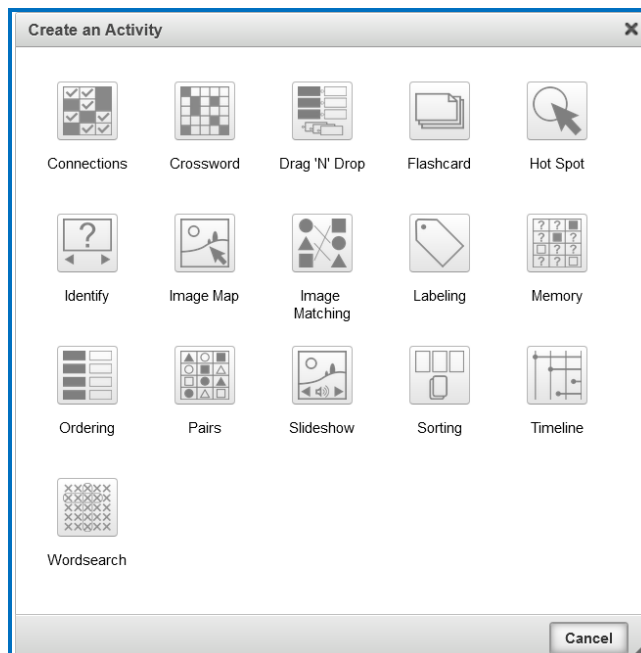 Create an Activity
Connections Crossword Drag 'N' Drop Flashcard Hot Spot
Identify Image Map Image Matching Labeling Memory
Ordering Pairs Slideshow Sorting Timeline
Wordsearch
Cancel